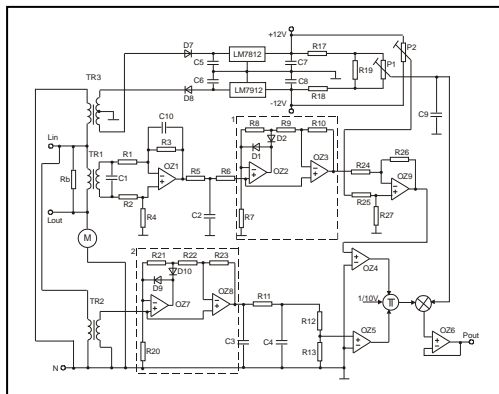 +12V
P2
D7
LM7812
R17
C5
C7
P1
R19
C6
C8
TR3
LM7912
R18
D8
-12V
C9
C10
1
R8
R9
R10
Lin
R3
D2
TR1
R1
D1
OZ3
R26
OZ1
OZ2
R24
Rb
C1
R5
R6
OZ9
R2
R25
Lout
R4
C2
R7
R27
M
2
R21
R22
R23
D10
OZ4
D9
OZ8
TR2
OZ7
R11
1/10V
π
R12
Pout
OZ5
OZ6
R20
C3
C4
R13
N